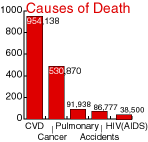 Causes of Death
1000
954,138
800
600
530,870
400
200
91,938
86,777
38,500
0
CVD
Pulmonary
HIV(AIDS)
Cancer
Accidents